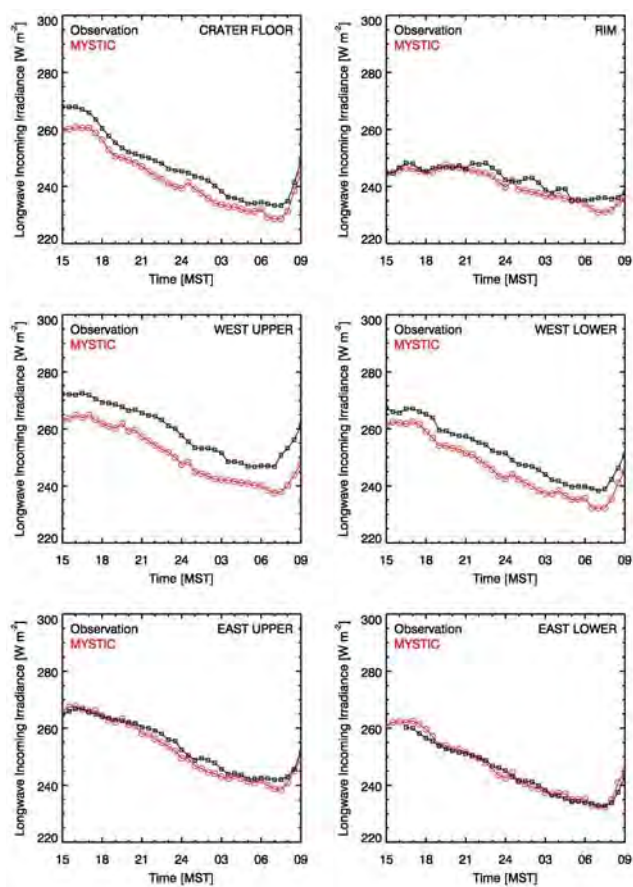 300
280
260
240
220
Longwave Incoming Irradiance [W m⁻²]
Observation
MYSTIC
CRATER FLOOR
15 18 21 24 03 06 09
Time [MST]
300
280
260
240
220
Longwave Incoming Irradiance [W m⁻²]
Observation
MYSTIC
RIM
15 18 21 24 03 06 09
Time [MST]
300
280
260
240
220
Longwave Incoming Irradiance [W m⁻²]
Observation
MYSTIC
WEST UPPER
15 18 21 24 03 06 09
Time [MST]
300
280
260
240
220
Longwave Incoming Irradiance [W m⁻²]
Observation
MYSTIC
WEST LOWER
15 18 21 24 03 06 09
Time [MST]
300
280
260
240
220
Longwave Incoming Irradiance [W m⁻²]
Observation
MYSTIC
EAST UPPER
15 18 21 24 03 06 09
Time [MST]
300
280
260
240
220
Longwave Incoming Irradiance [W m⁻²]
Observation
MYSTIC
EAST LOWER
15 18 21 24 03 06 09
Time [MST]